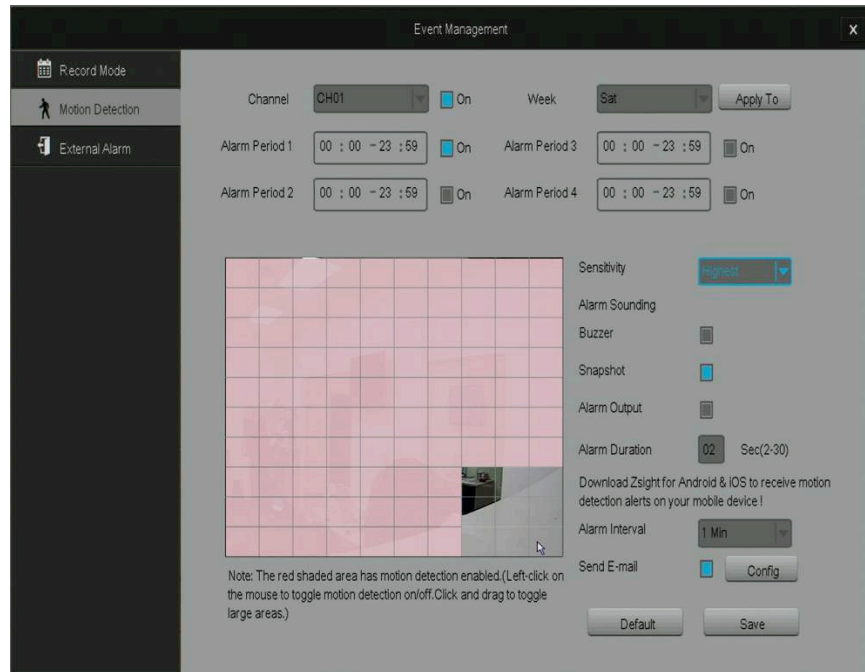 Event Management
X
Record Mode
Motion Detection
External Alarm
Channel CH01 On Week Sat Apply To
Alarm Period 1 00 : 00 - 23 : 59 On Alarm Period 3 00 : 00 - 23 : 59 On
Alarm Period 2 00 : 00 - 23 : 59 On Alarm Period 4 00 : 00 - 23 : 59 On
Sensitivity Highest
Alarm Sounding
Buzzer
Snapshot
Alarm Output
Alarm Duration 02 Sec(2-30)
Download Zsight for Android & iOS to receive motion
detection alerts on your mobile device !
Alarm Interval 1 Min
Send E-mail Config
Note: The red shaded area has motion detection enabled.(Left-click on
the mouse to toggle motion detection on/off.Click and drag to toggle
large areas.)
Default Save